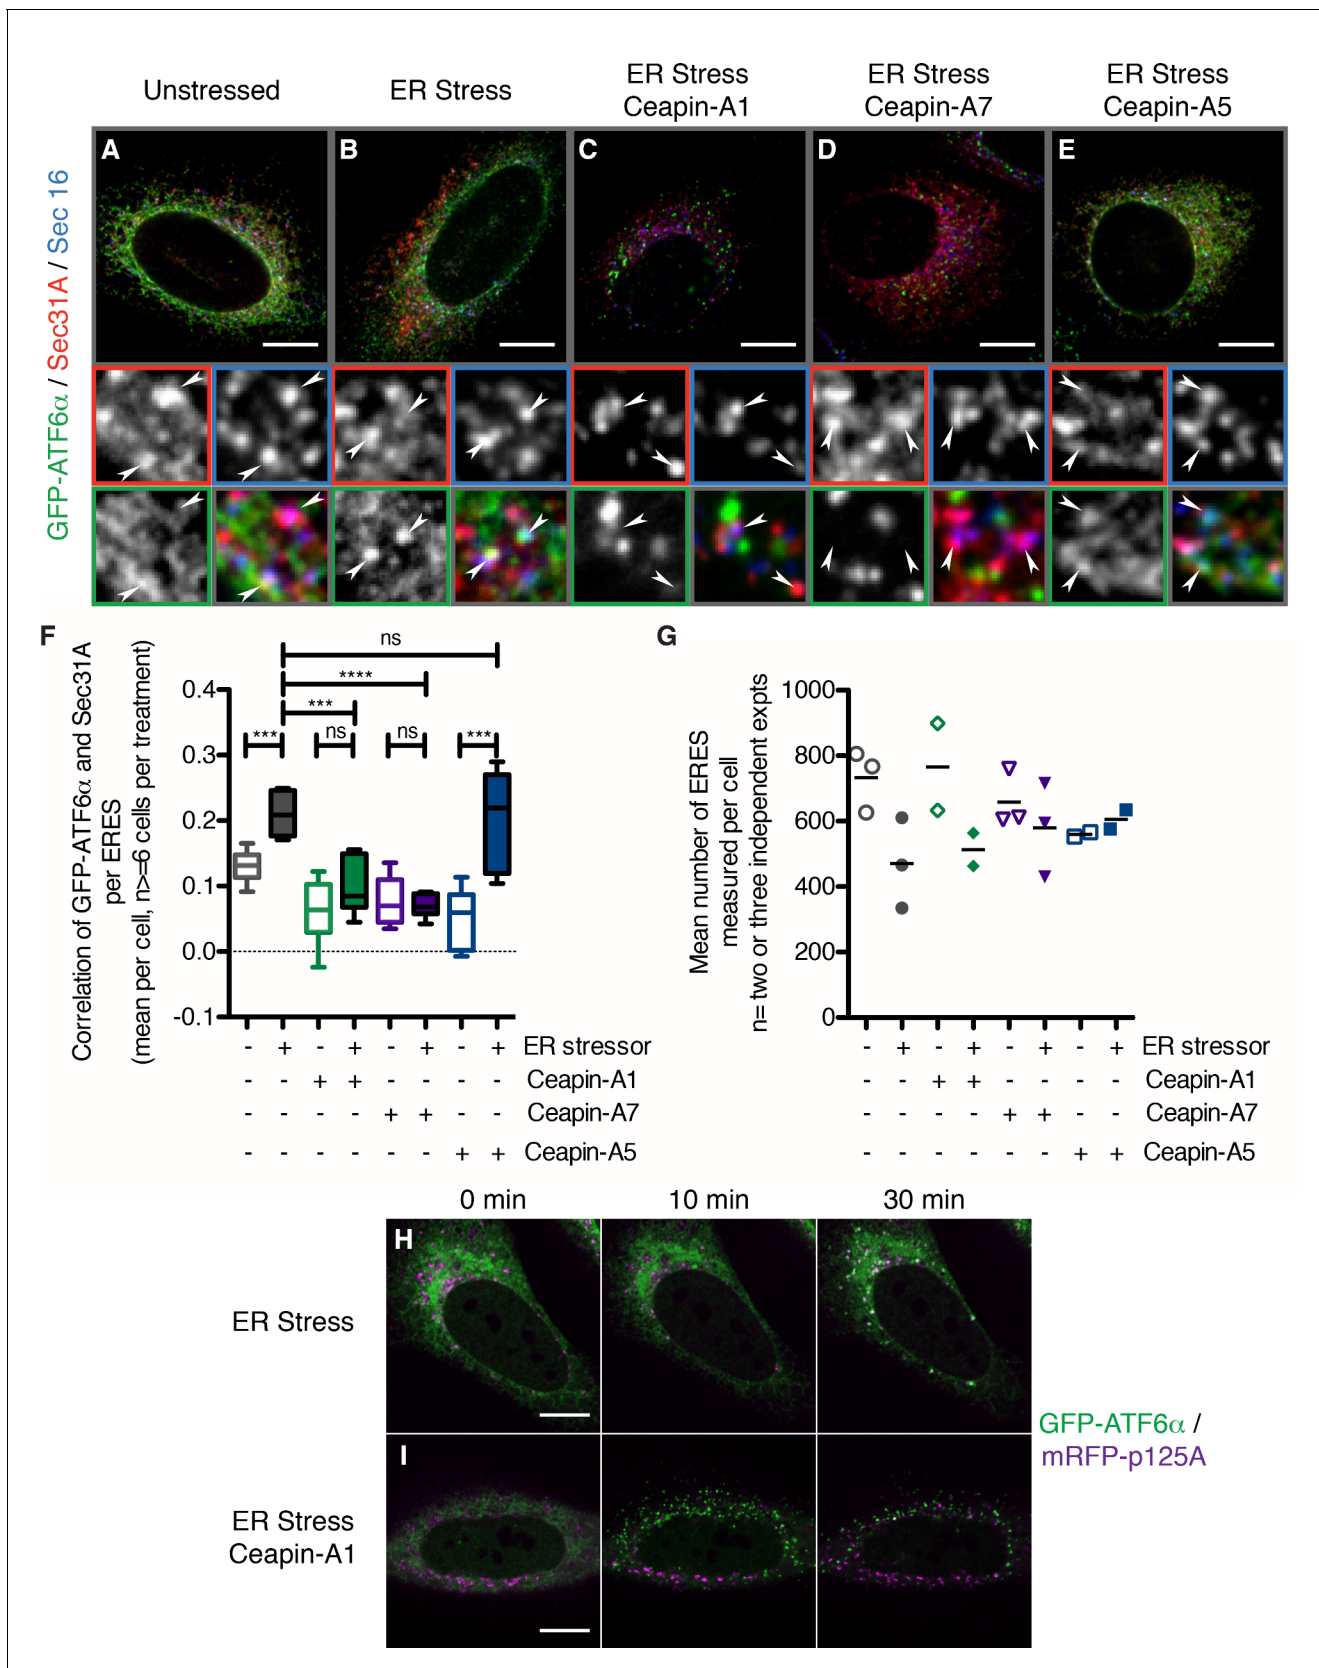 Unstressed
ER Stress
ER Stress
Ceapin-A1
ER Stress
Ceapin-A7
ER Stress
Ceapin-A5
GFP-ATF6α / Sec31A / Sec 16
A
B
C
D
E
F
Correlation of GFP-ATF6α and Sec31A
per ERES
(mean per cell, n>=6 cells per treatment)
ns
****
***
*** ns ns ***
0.4
0.3
0.2
0.1
0.0
-0.1
- + - + - + - + ER stressor
- - + + - - - - Ceapin-A1
- - - - + + - - Ceapin-A7
- - - - - - + + Ceapin-A5
G
Mean number of ERES
measured per cell
n= two or three independent expts
1000
800
600
400
200
0
- + - + - + - + ER stressor
- - + + - - - - Ceapin-A1
- - - - + + - - Ceapin-A7
- - - - - - + + Ceapin-A5
0 min
10 min
30 min
H
ER Stress
I
ER Stress
Ceapin-A1
GFP-ATF6α /
mRFP-p125A